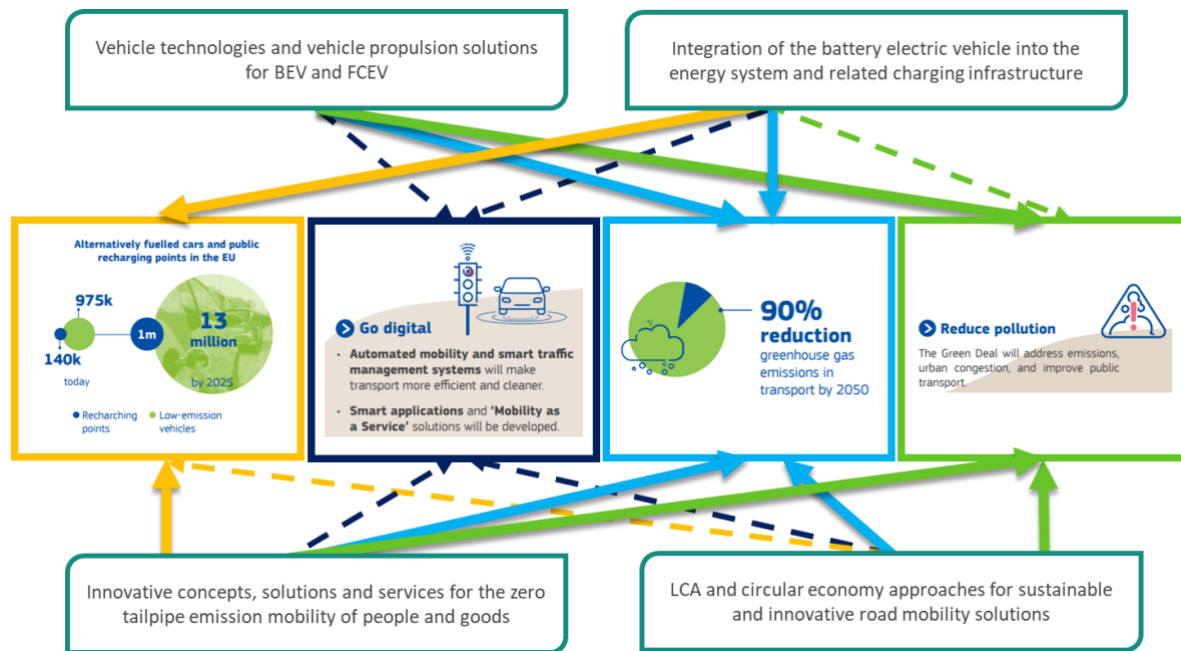 Vehicle technologies and vehicle propulsion solutions
for BEV and FCEV
Integration of the battery electric vehicle into the
energy system and related charging infrastructure
Alternatively fuelled cars and public
recharging points in the EU
975k
140k
today
1m
13
million
by 2025
Recharching
points
Low-emission
vehicles
Go digital
• Automated mobility and smart traffic
management systems will make
transport more efficient and cleaner.
• Smart applications and ‘Mobility as
a Service’ solutions will be developed.
90%
reduction
greenhouse gas
emissions in
transport by 2050
Reduce pollution
The Green Deal will address emissions,
urban congestion, and improve public
transport.
Innovative concepts, solutions and services for the zero
tailpipe emission mobility of people and goods
LCA and circular economy approaches for sustainable
and innovative road mobility solutions